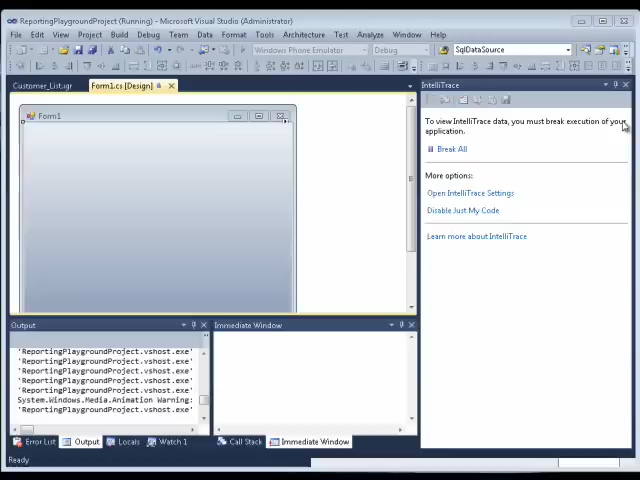 ReportingPlaygroundProject (Running) - Microsoft Visual Studio (Administrator)
File Edit View Project Build Debug Team Data Format Tools Architecture Test Analyze Window Help
Windows Phone Emulator Debug SqlDataSource
Customer_List.igr Form1.cs [Design] IntelliTrace
Form1
To view IntelliTrace data, you must break execution of your
application.
Break All
More options:
Open IntelliTrace Settings
Disable Just My Code
Learn more about IntelliTrace
Output Immediate Window
'ReportingPlaygroundProject.vshost.exe'
'ReportingPlaygroundProject.vshost.exe'
'ReportingPlaygroundProject.vshost.exe'
'ReportingPlaygroundProject.vshost.exe'
'ReportingPlaygroundProject.vshost.exe'
System.Windows.Media.Animation Warning:
'ReportingPlaygroundProject.vshost.exe'
Error List Output Locals Watch 1 Call Stack Immediate Window
Ready